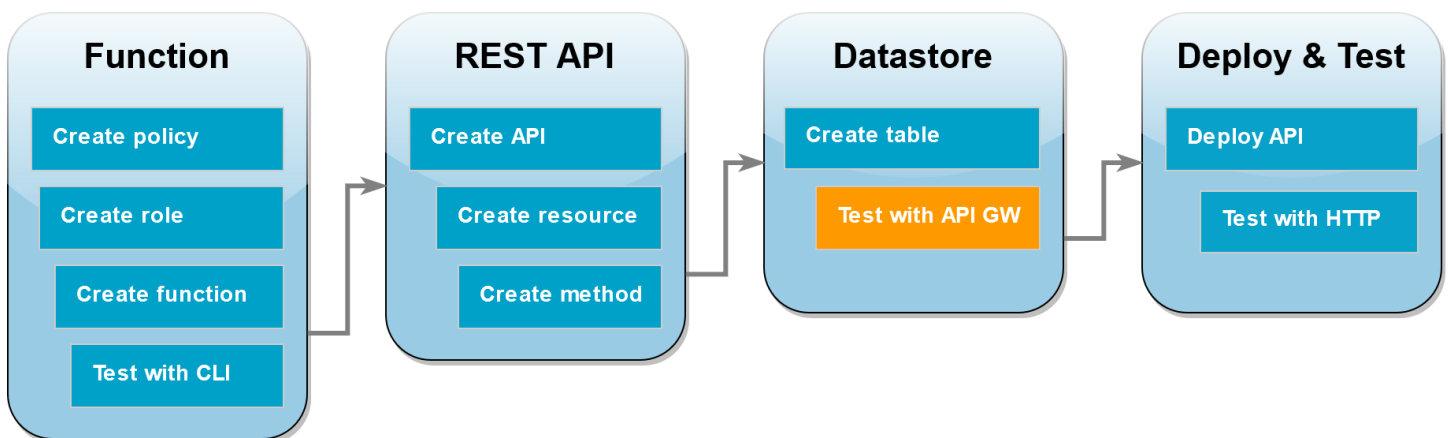 Function
Create policy
Create role
Create function
Test with CLI
REST API
Create API
Create resource
Create method
Datastore
Create table
Test with API GW
Deploy & Test
Deploy API
Test with HTTP